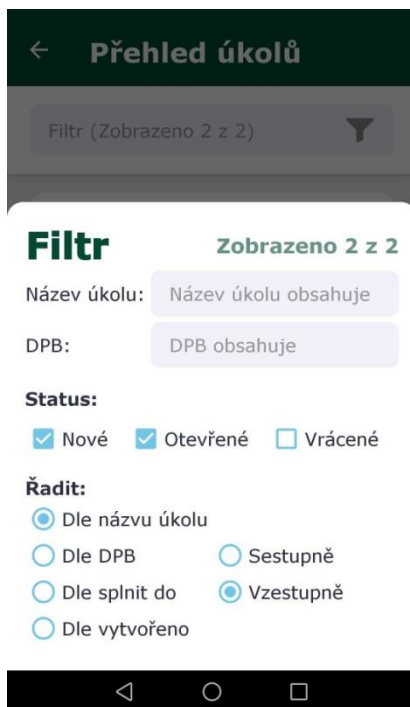 Přehled úkolů
Filtr (Zobrazeno 2 z 2)
Filtr Zobrazeno 2 z 2
Název úkolu: Název úkolu obsahuje
DPB: DPB obsahuje
Status:
Nové Otevřené Vrácené
Řadit:
Dle názvu úkolu
Dle DPB Sestupně
Dle splnit do Vzestupně
Dle vytvořeno